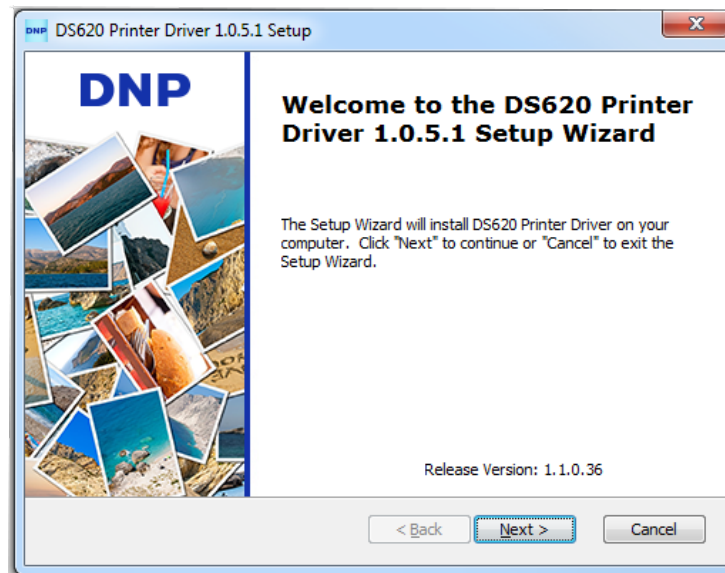 DNP DS620 Printer Driver 1.0.5.1 Setup
X
DNP
Welcome to the DS620 Printer
Driver 1.0.5.1 Setup Wizard
The Setup Wizard will install DS620 Printer Driver on your
computer.  Click "Next" to continue or "Cancel" to exit the
Setup Wizard.
Release Version: 1.1.0.36
< Back
Next >
Cancel